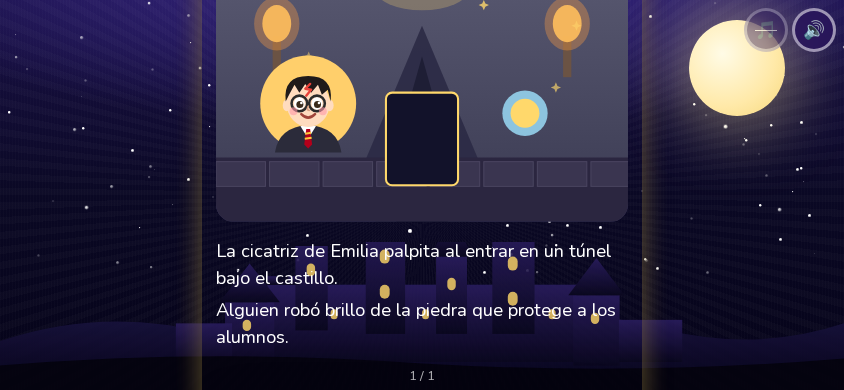 La cicatriz de Emilia palpita al entrar en un túnel
bajo el castillo.
Alguien robó brillo de la piedra que protege a los
alumnos.
1 / 1